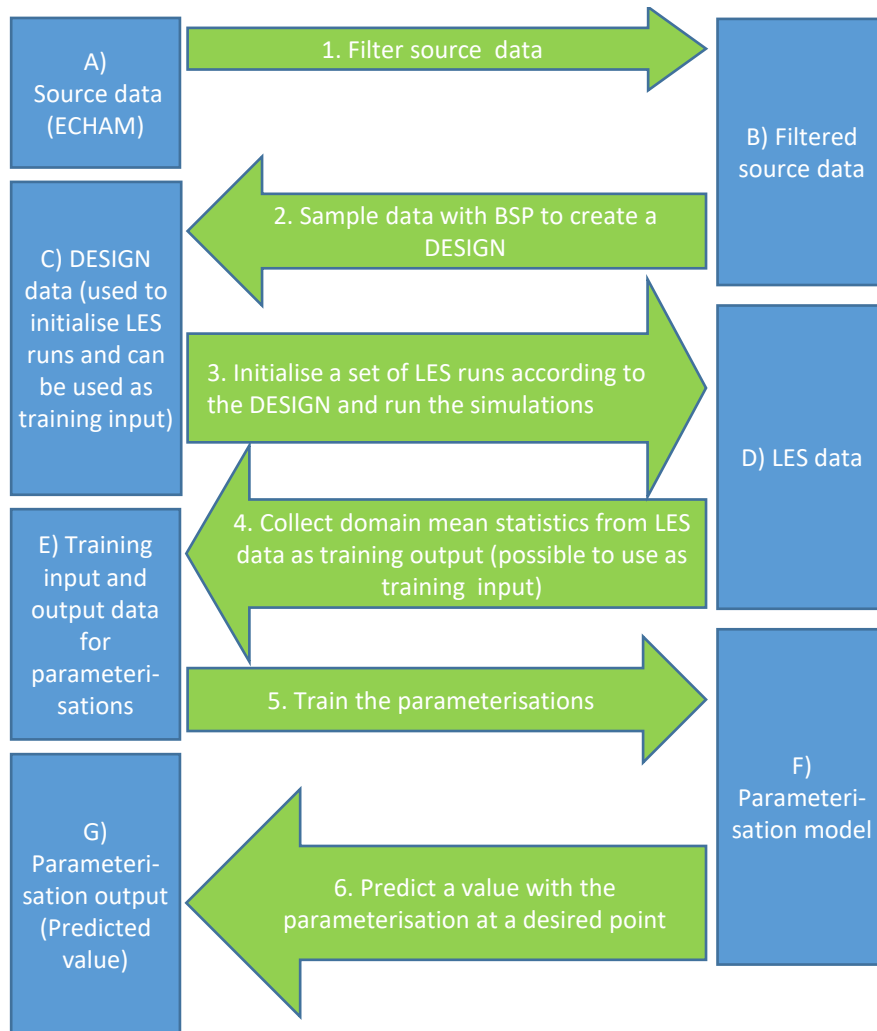 A)
Source data
(ECHAM)
1. Filter source  data
B) Filtered
source data
2. Sample data with BSP to create a
DESIGN
C) DESIGN
data (used to
initialise LES
runs and can
be used as
training input)
3. Initialise a set of LES runs according to
the DESIGN and run the simulations
D) LES data
4. Collect domain mean statistics from LES
data as training output (possible to use as
training  input)
E) Training
input and
output data
for
parameteri-
sations
5. Train the parameterisations
F)
Parameteri-
sation model
6. Predict a value with the
parameterisation at a desired point
G)
Parameteri-
sation output
(Predicted
value)